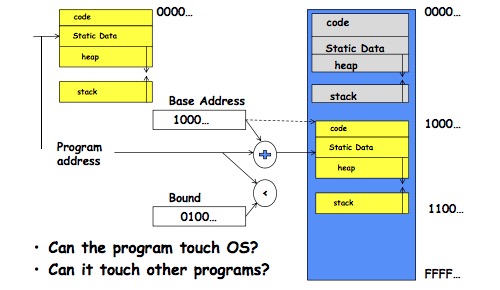 code
0000...
Static Data
heap
stack
code
0000...
Static Data
heap
stack
Base Address
1000...
code
1000...
Static Data
heap
stack
1100...
Program
address
+
<
Bound
0100...
• Can the program touch OS?
• Can it touch other programs?
FFFF...